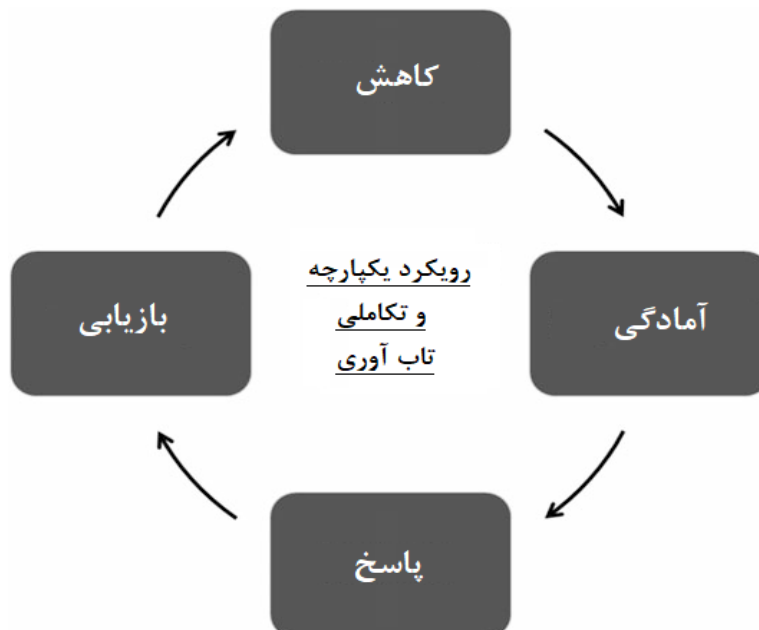 کاهش
آمادگی
رویکرد یکپارچه
و تکاملی
تاب آوری
بازیابی
پاسخ